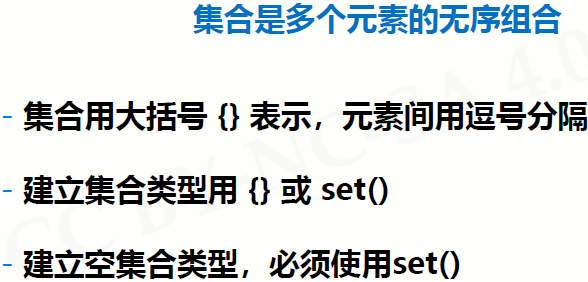 集合是多个元素的无序组合
- 集合用大括号 {} 表示，元素间用逗号分隔
- 建立集合类型用 {} 或 set()
- 建立空集合类型，必须使用set()
CC BY-NC-SA 4.0